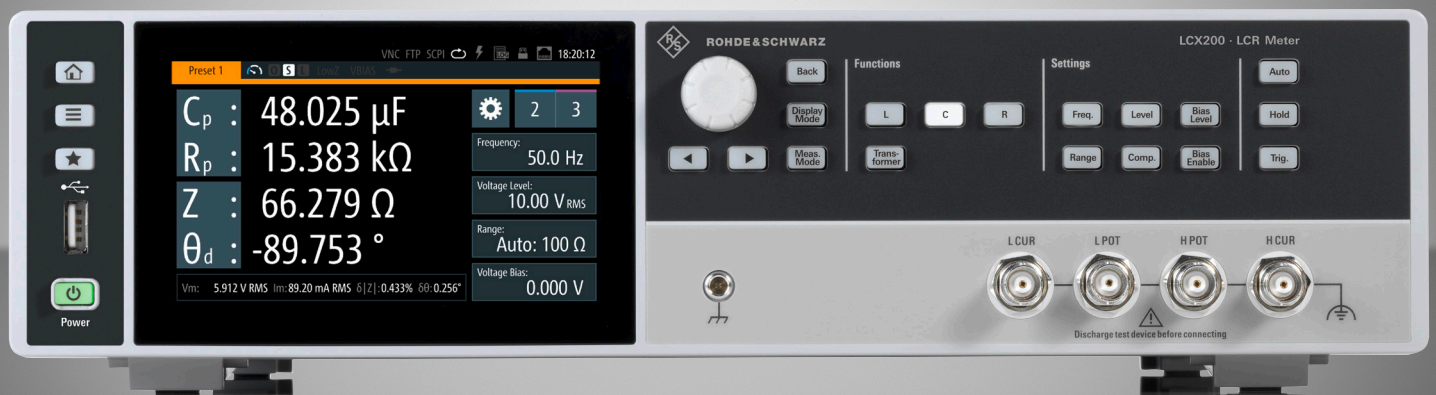 VNC FTP SCPI 18:20:12
Preset 1
S
LowZ VBIAS
Cp : 48.025 µF
Rp : 15.383 kΩ
Z : 66.279 Ω
θd : -89.753 °
Vm: 5.912 V RMS Im: 89.20 mA RMS δ|Z|: 0.433% δθ: 0.256°
2 3
Frequency:
50.0 Hz
Voltage Level:
10.00 V RMS
Range:
Auto: 100 Ω
Voltage Bias:
0.000 V
Power
R S
ROHDE&SCHWARZ
LCX200 · LCR Meter
Back
Display
Mode
Meas.
Mode
Functions
L C R
Trans-
former
Settings
Freq. Level Bias
Level
Range Comp. Bias
Enable
Auto
Hold
Trig.
L CUR L POT H POT H CUR
Discharge test device before connecting